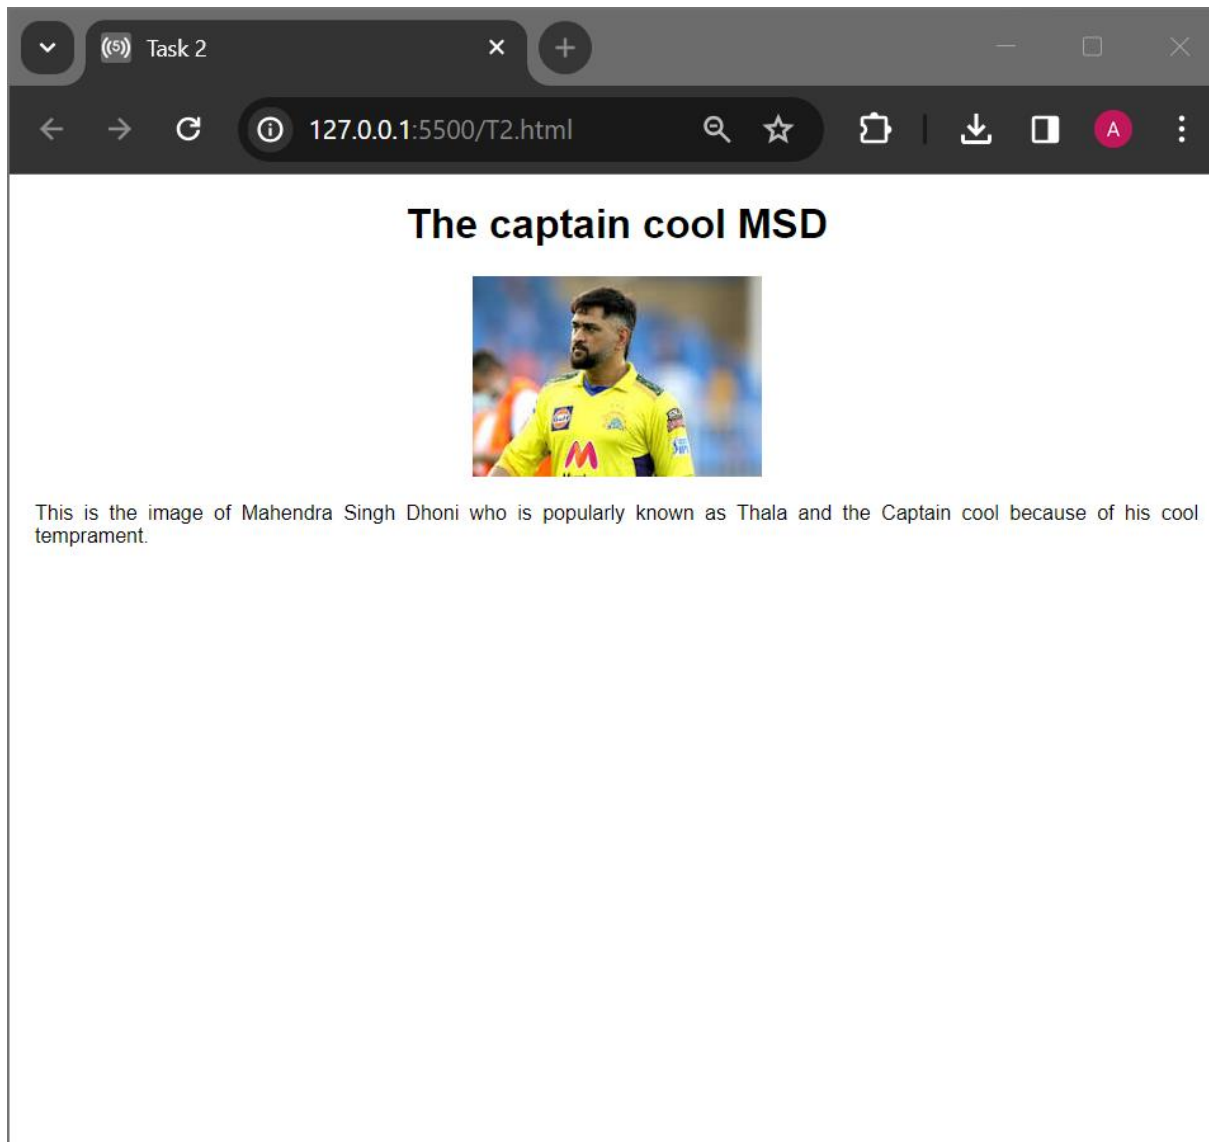 Task 2
127.0.0.1:5500/T2.html
A
The captain cool MSD
This is the image of Mahendra Singh Dhoni who is popularly known as Thala and the Captain cool because of his cool
temprament.